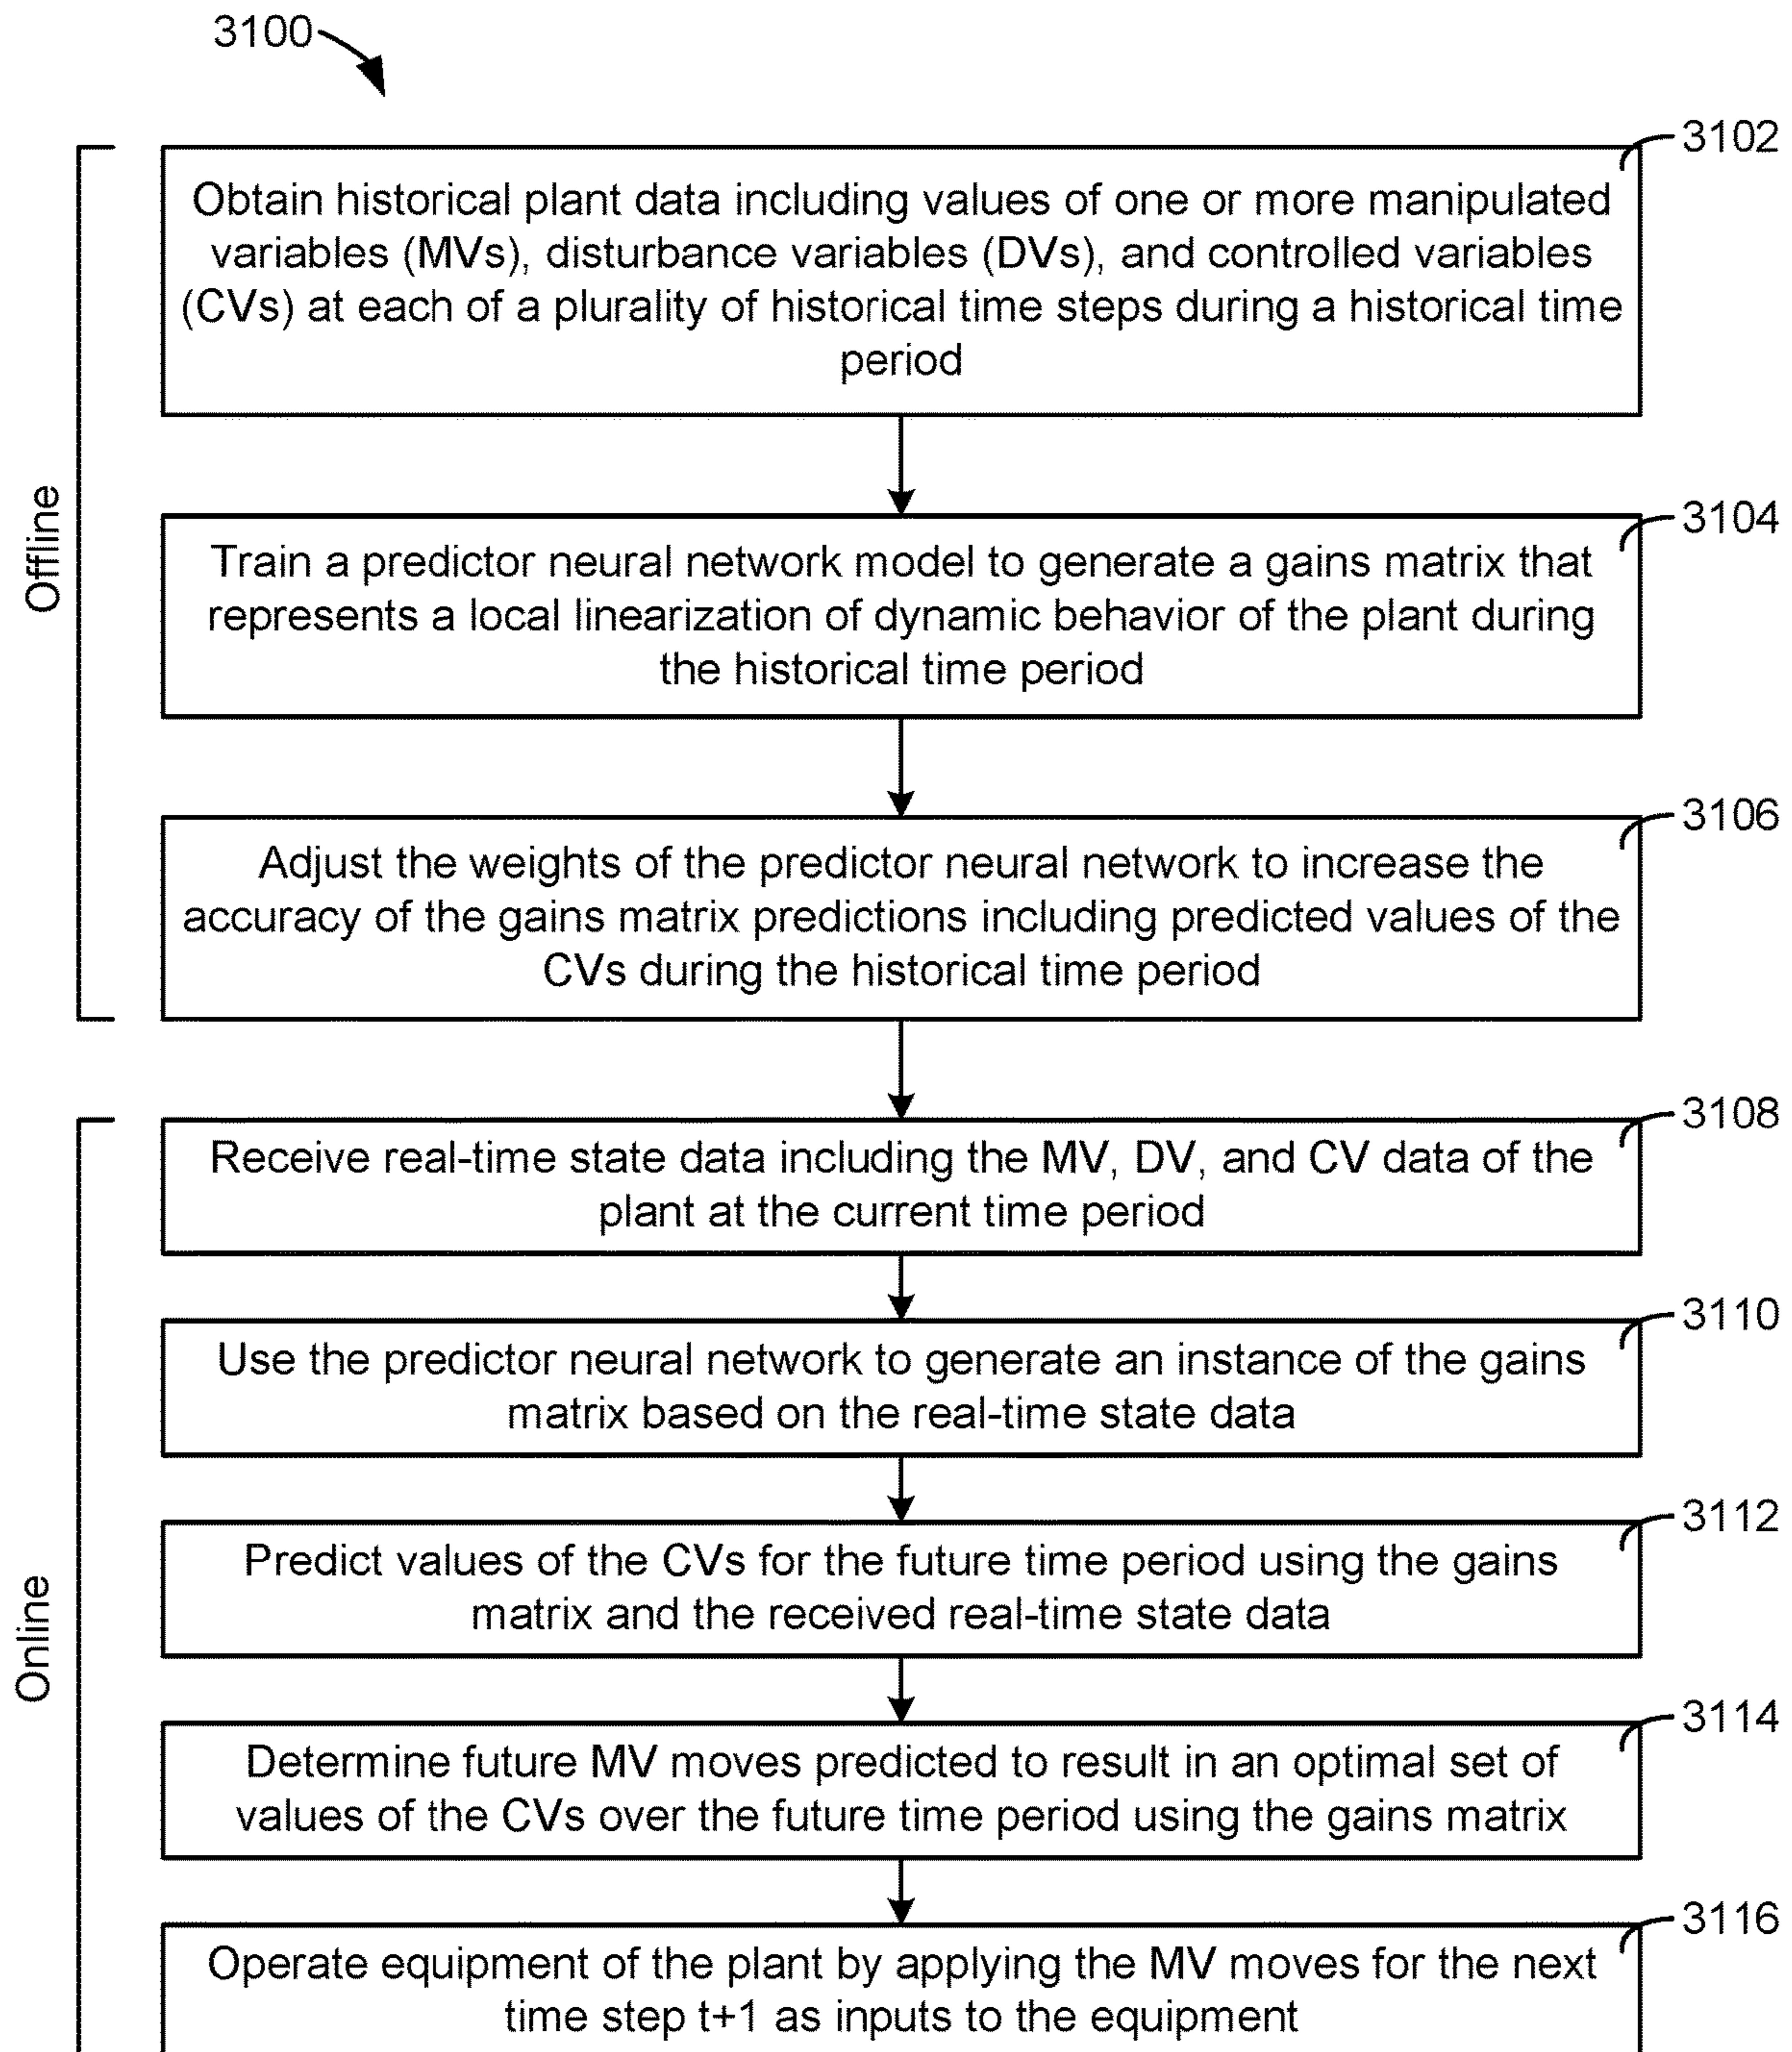 3100
3102
Obtain historical plant data including values of one or more manipulated
variables (MVs), disturbance variables (DVs), and controlled variables
(CVs) at each of a plurality of historical time steps during a historical time
period
Offline
3104
Train a predictor neural network model to generate a gains matrix that
represents a local linearization of dynamic behavior of the plant during
the historical time period
3106
Adjust the weights of the predictor neural network to increase the
accuracy of the gains matrix predictions including predicted values of the
CVs during the historical time period
3108
Receive real-time state data including the MV, DV, and CV data of the
plant at the current time period
3110
Use the predictor neural network to generate an instance of the gains
matrix based on the real-time state data
3112
Predict values of the CVs for the future time period using the gains
matrix and the received real-time state data
Online
3114
Determine future MV moves predicted to result in an optimal set of
values of the CVs over the future time period using the gains matrix
3116
Operate equipment of the plant by applying the MV moves for the next
time step t+1 as inputs to the equipment